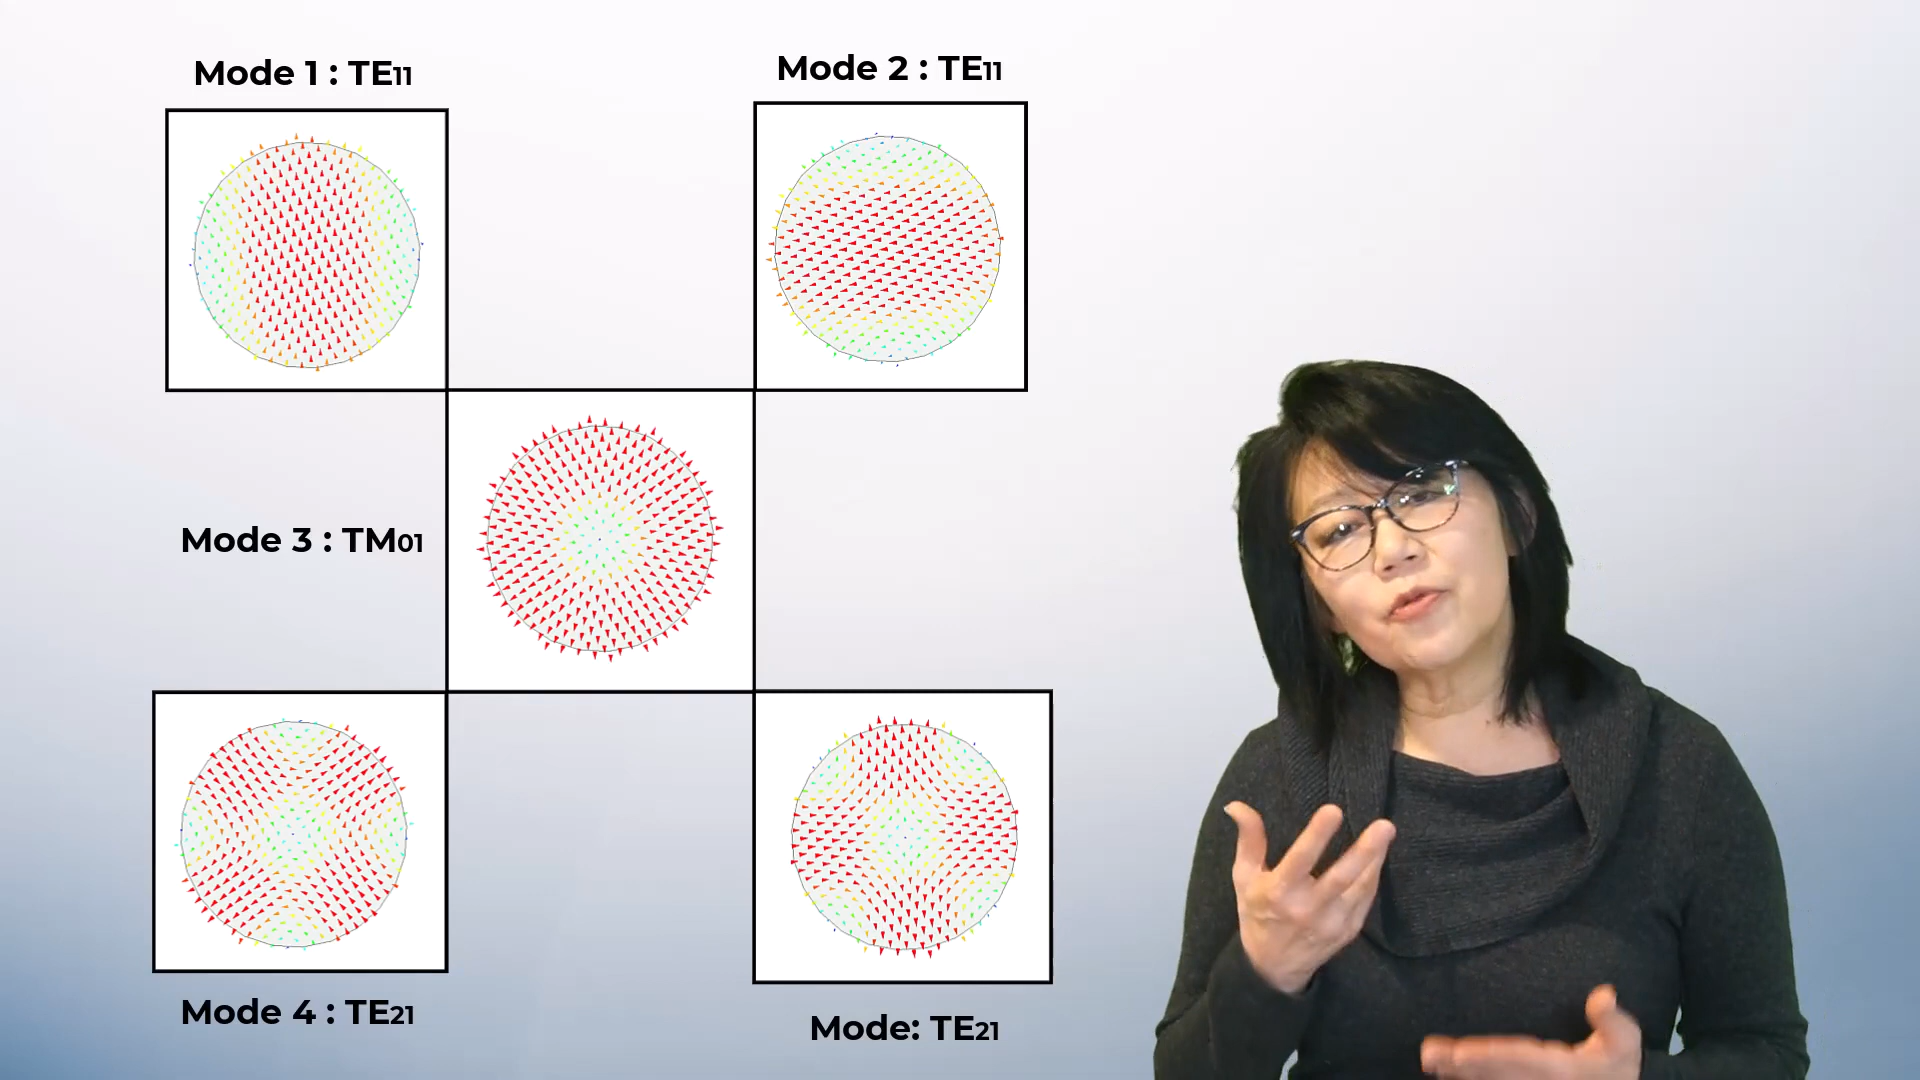 Mode 1 : TE11
Mode 2 : TE11
Mode 3 : TM01
Mode 4 : TE21
Mode: TE21